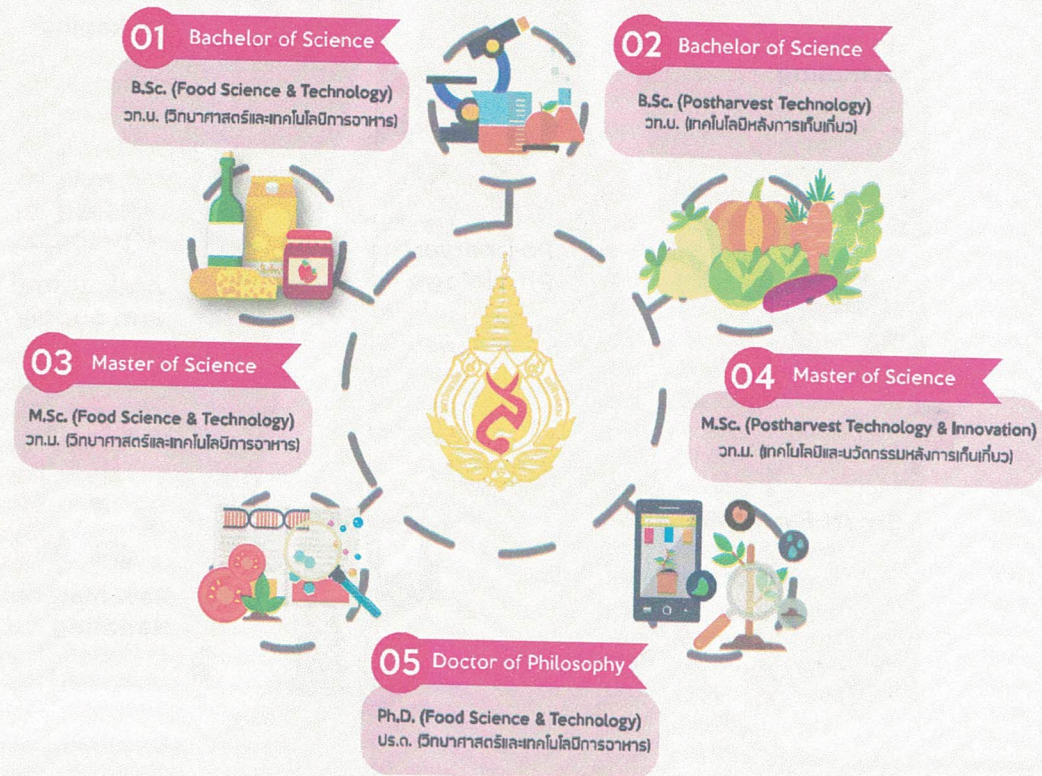 01 Bachelor of Science
B.Sc. (Food Science & Technology)
วท.บ. (วิทยาศาสตร์และเทคโนโลยีการอาหาร)
02 Bachelor of Science
B.Sc. (Postharvest Technology)
วท.บ. (เทคโนโลยีหลังการเก็บเกี่ยว)
03 Master of Science
M.Sc. (Food Science & Technology)
วท.ม. (วิทยาศาสตร์และเทคโนโลยีการอาหาร)
04 Master of Science
M.Sc. (Postharvest Technology & Innovation)
วท.ม. (เทคโนโลยีและนวัตกรรมหลังการเก็บเกี่ยว)
05 Doctor of Philosophy
Ph.D. (Food Science & Technology)
ปร.ด. (วิทยาศาสตร์และเทคโนโลยีการอาหาร)